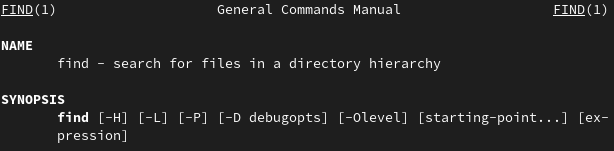 FIND(1) General Commands Manual FIND(1)
NAME
find - search for files in a directory hierarchy
SYNOPSIS
find [-H] [-L] [-P] [-D debugopts] [-Olevel] [starting-point...] [ex-
pression]